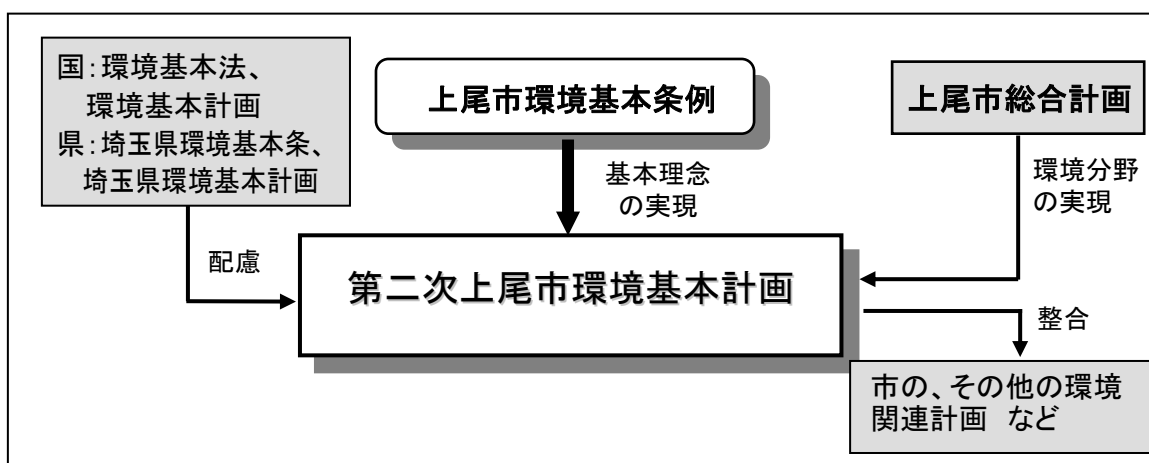 国：環境基本法、
環境基本計画
県：埼玉県環境基本条、
埼玉県環境基本計画
上尾市環境基本条例
上尾市総合計画
基本理念
の実現
環境分野
の実現
配慮
第二次上尾市環境基本計画
整合
市の、その他の環境
関連計画　など